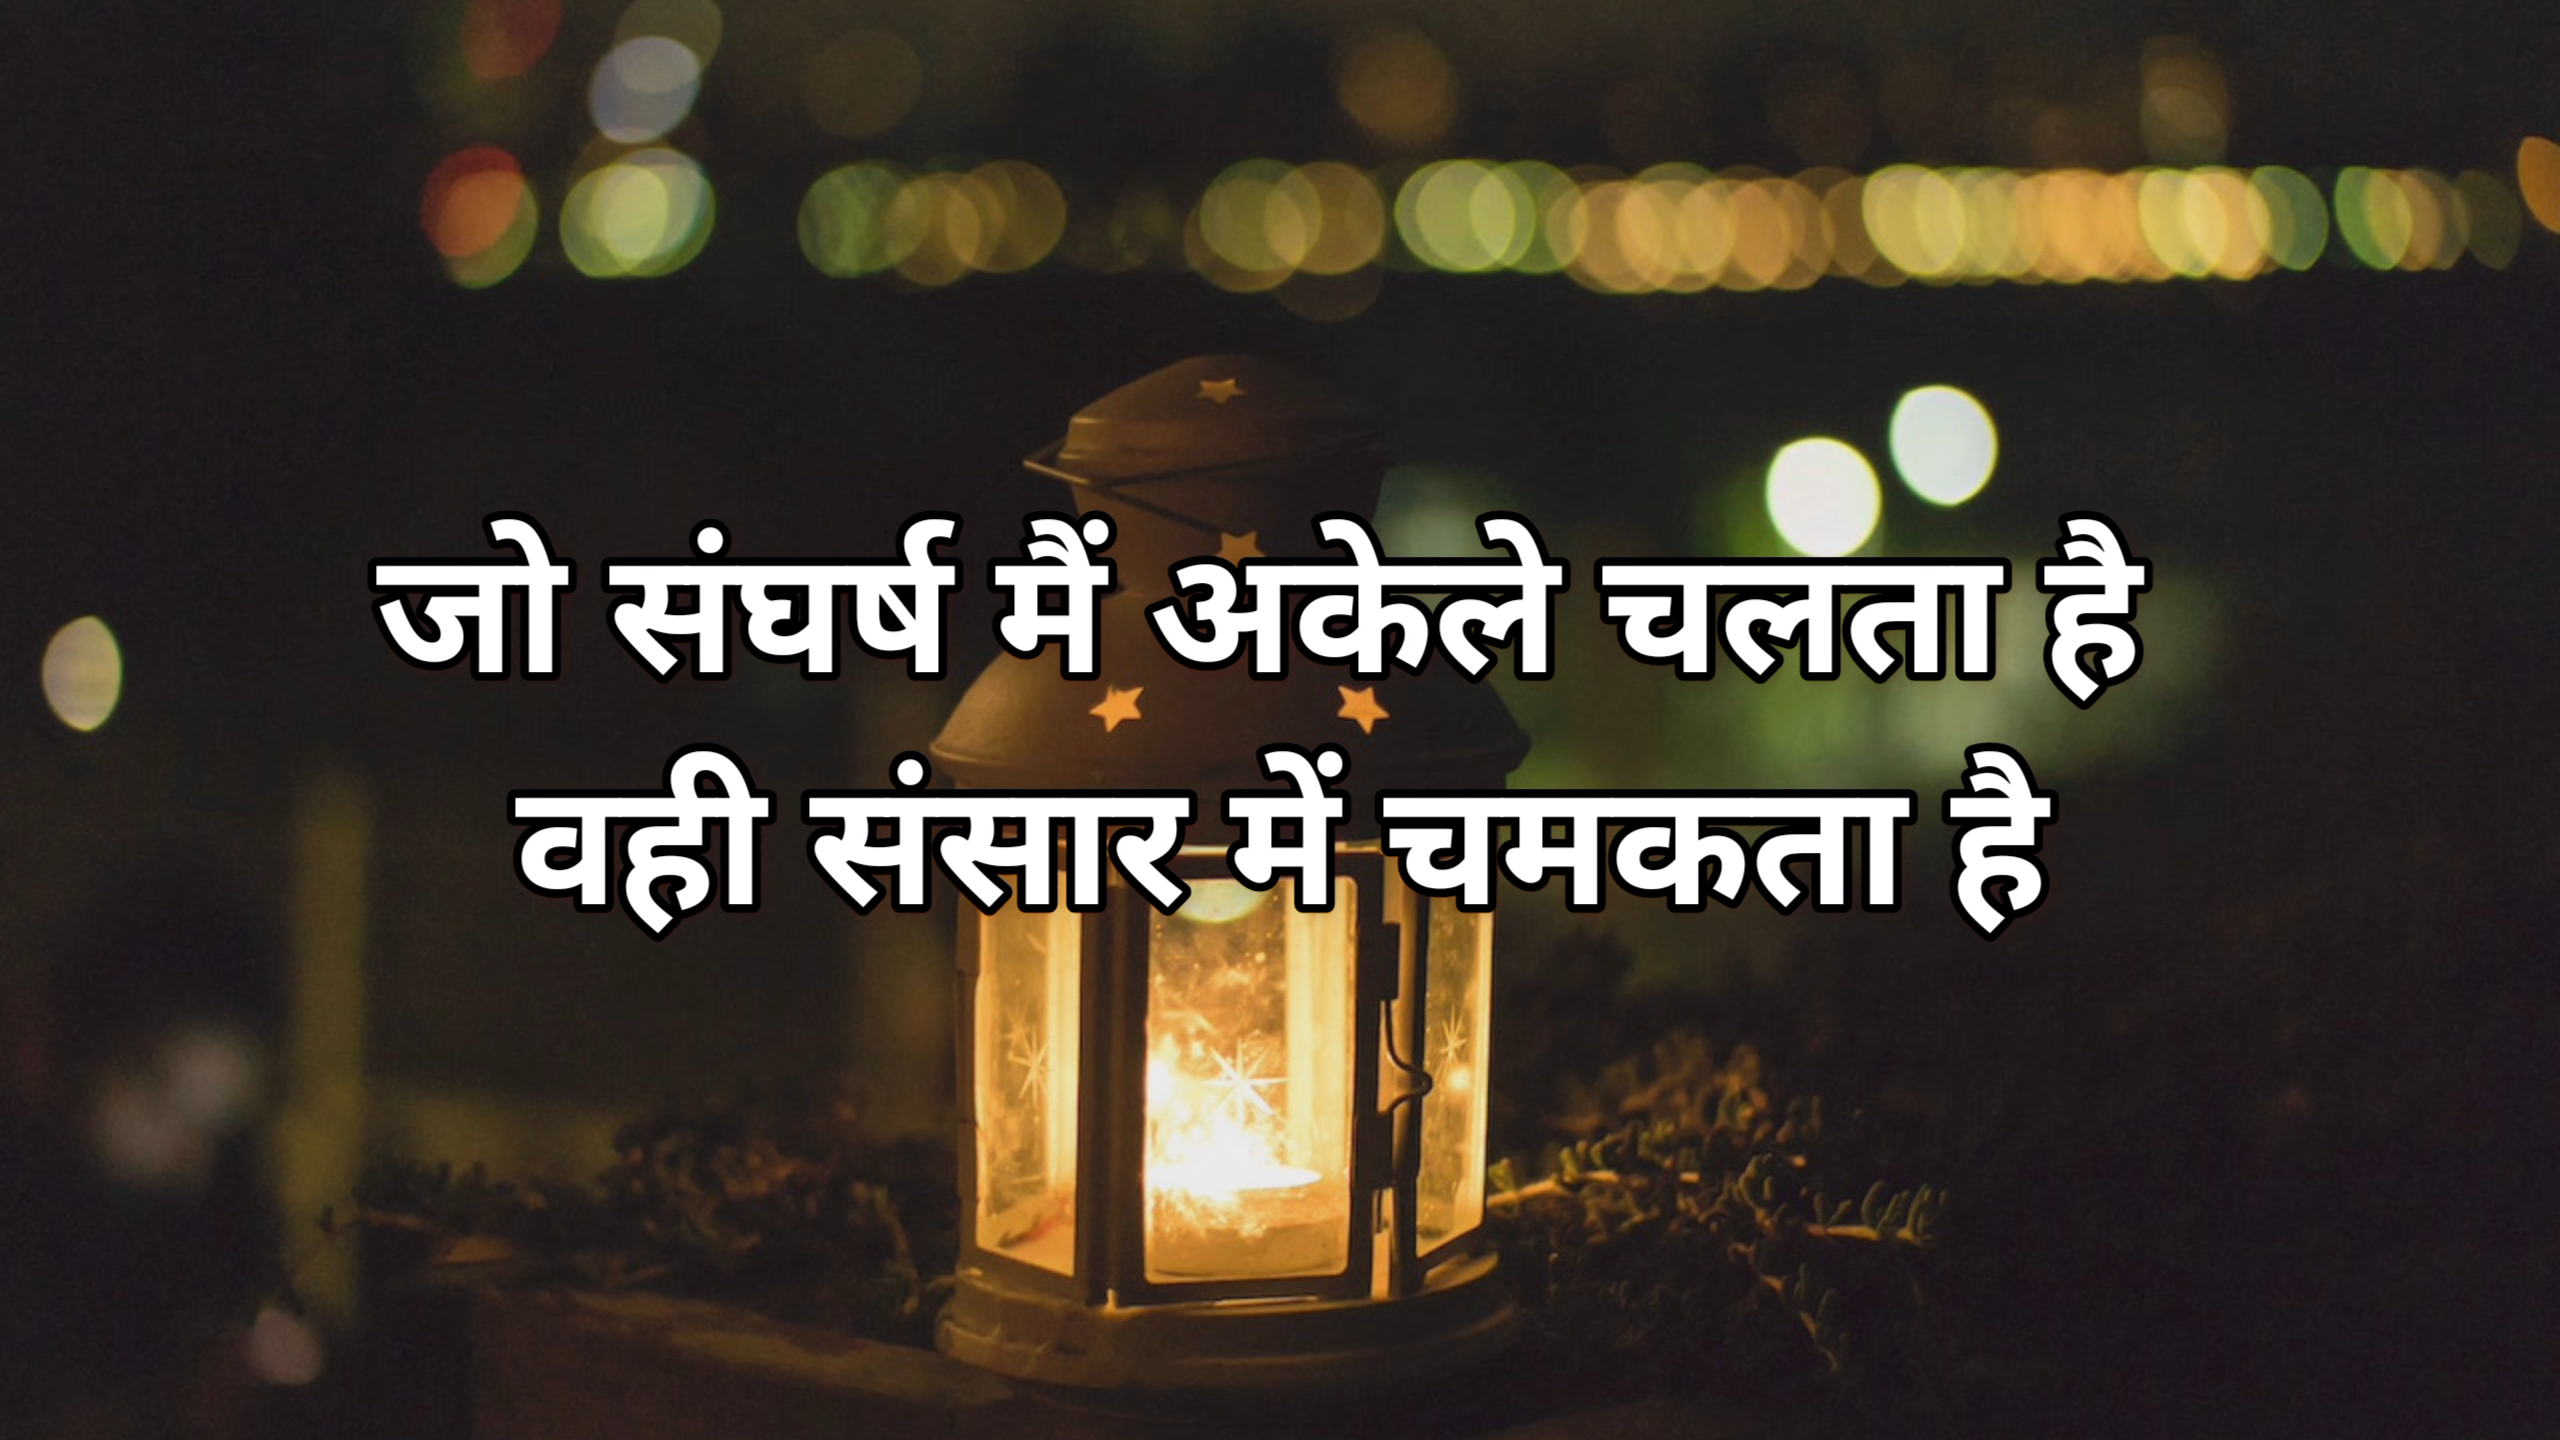 जो संघर्ष मैं अकेले चलता है
वही संसार में चमकता है